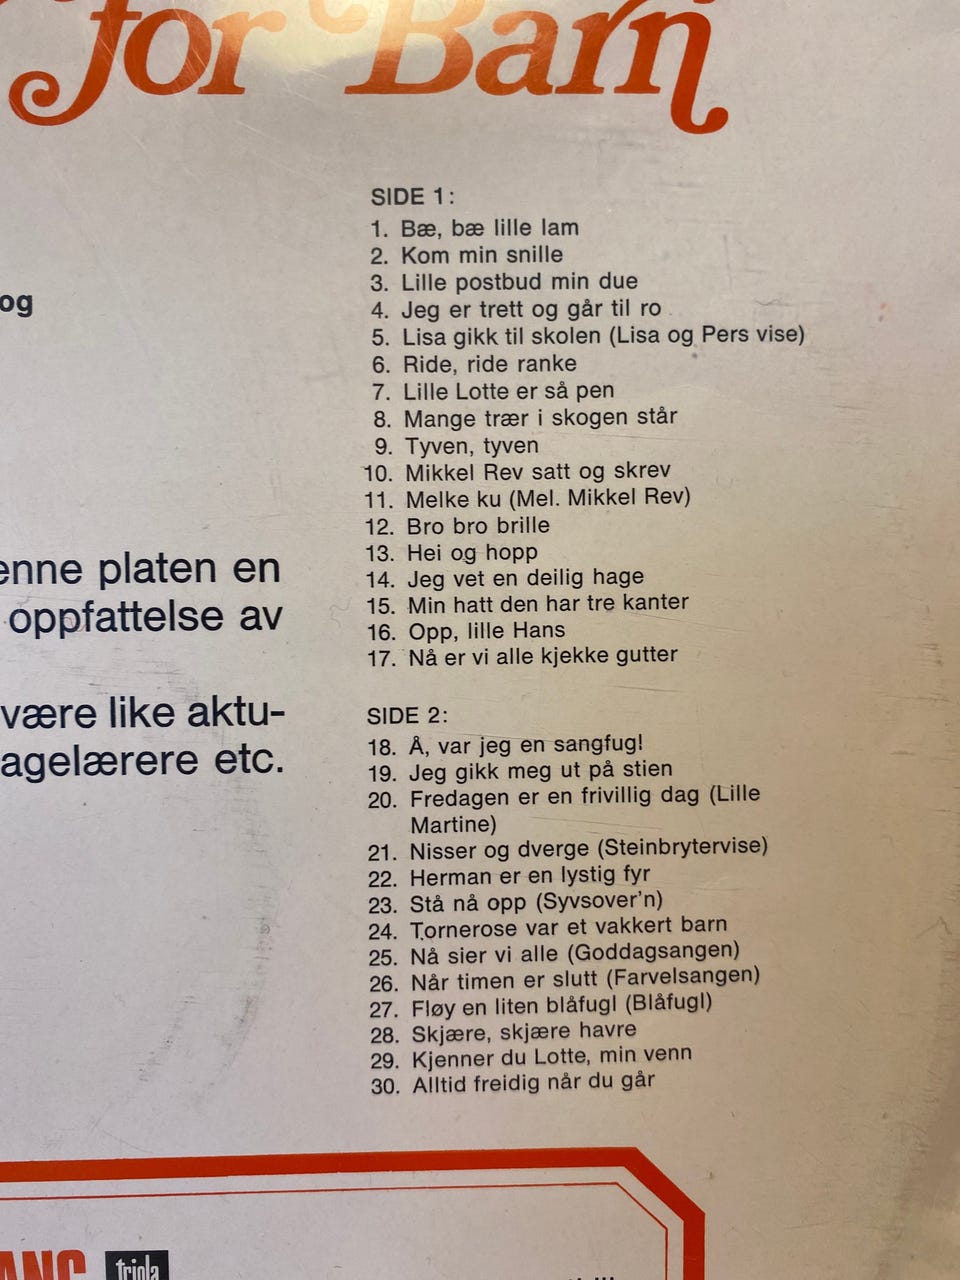 for Barn
og
enne platen en
oppfattelse av
være like aktu-
agelærere etc.
SIDE 1:
1. Bæ, bæ lille lam
2. Kom min snille
3. Lille postbud min due
4. Jeg er trett og går til ro
5. Lisa gikk til skolen (Lisa og Pers vise)
6. Ride, ride ranke
7. Lille Lotte er så pen
8. Mange trær i skogen står
9. Tyven, tyven
10. Mikkel Rev satt og skrev
11. Melke ku (Mel. Mikkel Rev)
12. Bro bro brille
13. Hei og hopp
14. Jeg vet en deilig hage
15. Min hatt den har tre kanter
16. Opp, lille Hans
17. Nå er vi alle kjekke gutter
SIDE 2:
18. Å, var jeg en sangfugl
19. Jeg gikk meg ut på stien
20. Fredagen er en frivillig dag (Lille
Martine)
21. Nisser og dverge (Steinbrytervise)
22. Herman er en lystig fyr
23. Stå nå opp (Syvsover'n)
24. Tornerose var et vakkert barn
25. Nå sier vi alle (Goddagsangen)
26. Når timen er slutt (Farvelsangen)
27. Fløy en liten blåfugl (Blåfugl)
28. Skjære, skjære havre
29. Kjenner du Lotte, min venn
30. Alltid freidig når du går
ANG triola